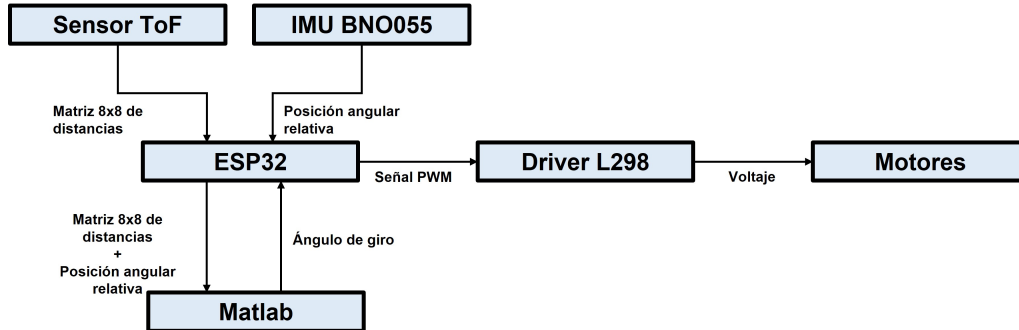 Sensor ToF
IMU BNO055
Matriz 8x8 de
distancias
Posición angular
relativa
ESP32
Señal PWM
Driver L298
Voltaje
Motores
Matriz 8x8 de
distancias
+
Posición angular
relativa
Ángulo de giro
Matlab